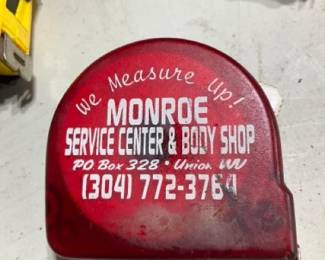 We Measure Up!
MONROE
SERVICE CENTER & BODY SHOP
PO Box 328 • Union, WV
(304) 772-3764